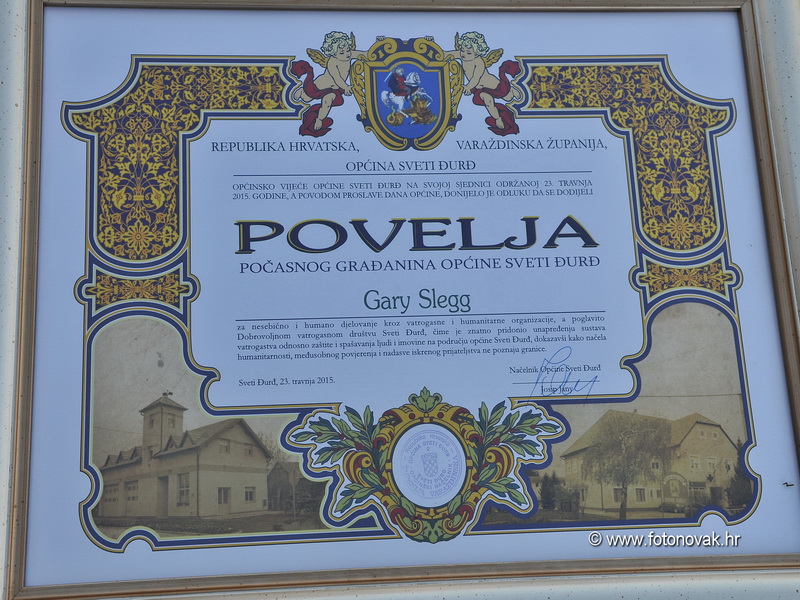 REPUBLIKA HRVATSKA, VARAŽDINSKA ŽUPANIJA,
OPĆINA SVETI ĐURĐ
OPĆINSKO VIJEĆE OPĆINE SVETI ĐURĐ NA SVOJOJ SJEDNICI ODRŽANOJ 23. TRAVNJA
2015. GODINE, A POVODOM PROSLAVE DANA OPĆINE, DONIJELO JE ODLUKU DA SE DODIJELI
POVELJA
POČASNOG GRAĐANINA OPĆINE SVETI ĐURĐ
Gary Slegg
za nesebično i humano djelovanje kroz vatrogasne i humanitarne organizacije, a poglavito
Dobrovoljnom vatrogasnom društvu Sveti Đurđ, čime je znatno pridonio unapređenju sustava
vatrogastva odnosno zaštite i spašavanja ljudi i imovine na području općine Sveti Đurđ, dokazavši kako načela
humanitarnosti, međusobnog povjerenja i nadasve iskrenog prijateljstva ne poznaju granice.
Načelnik Općine Sveti Đurđ
Sveti Đurđ, 23. travnja 2015.
Josip Jany
© www.fotonovak.hr